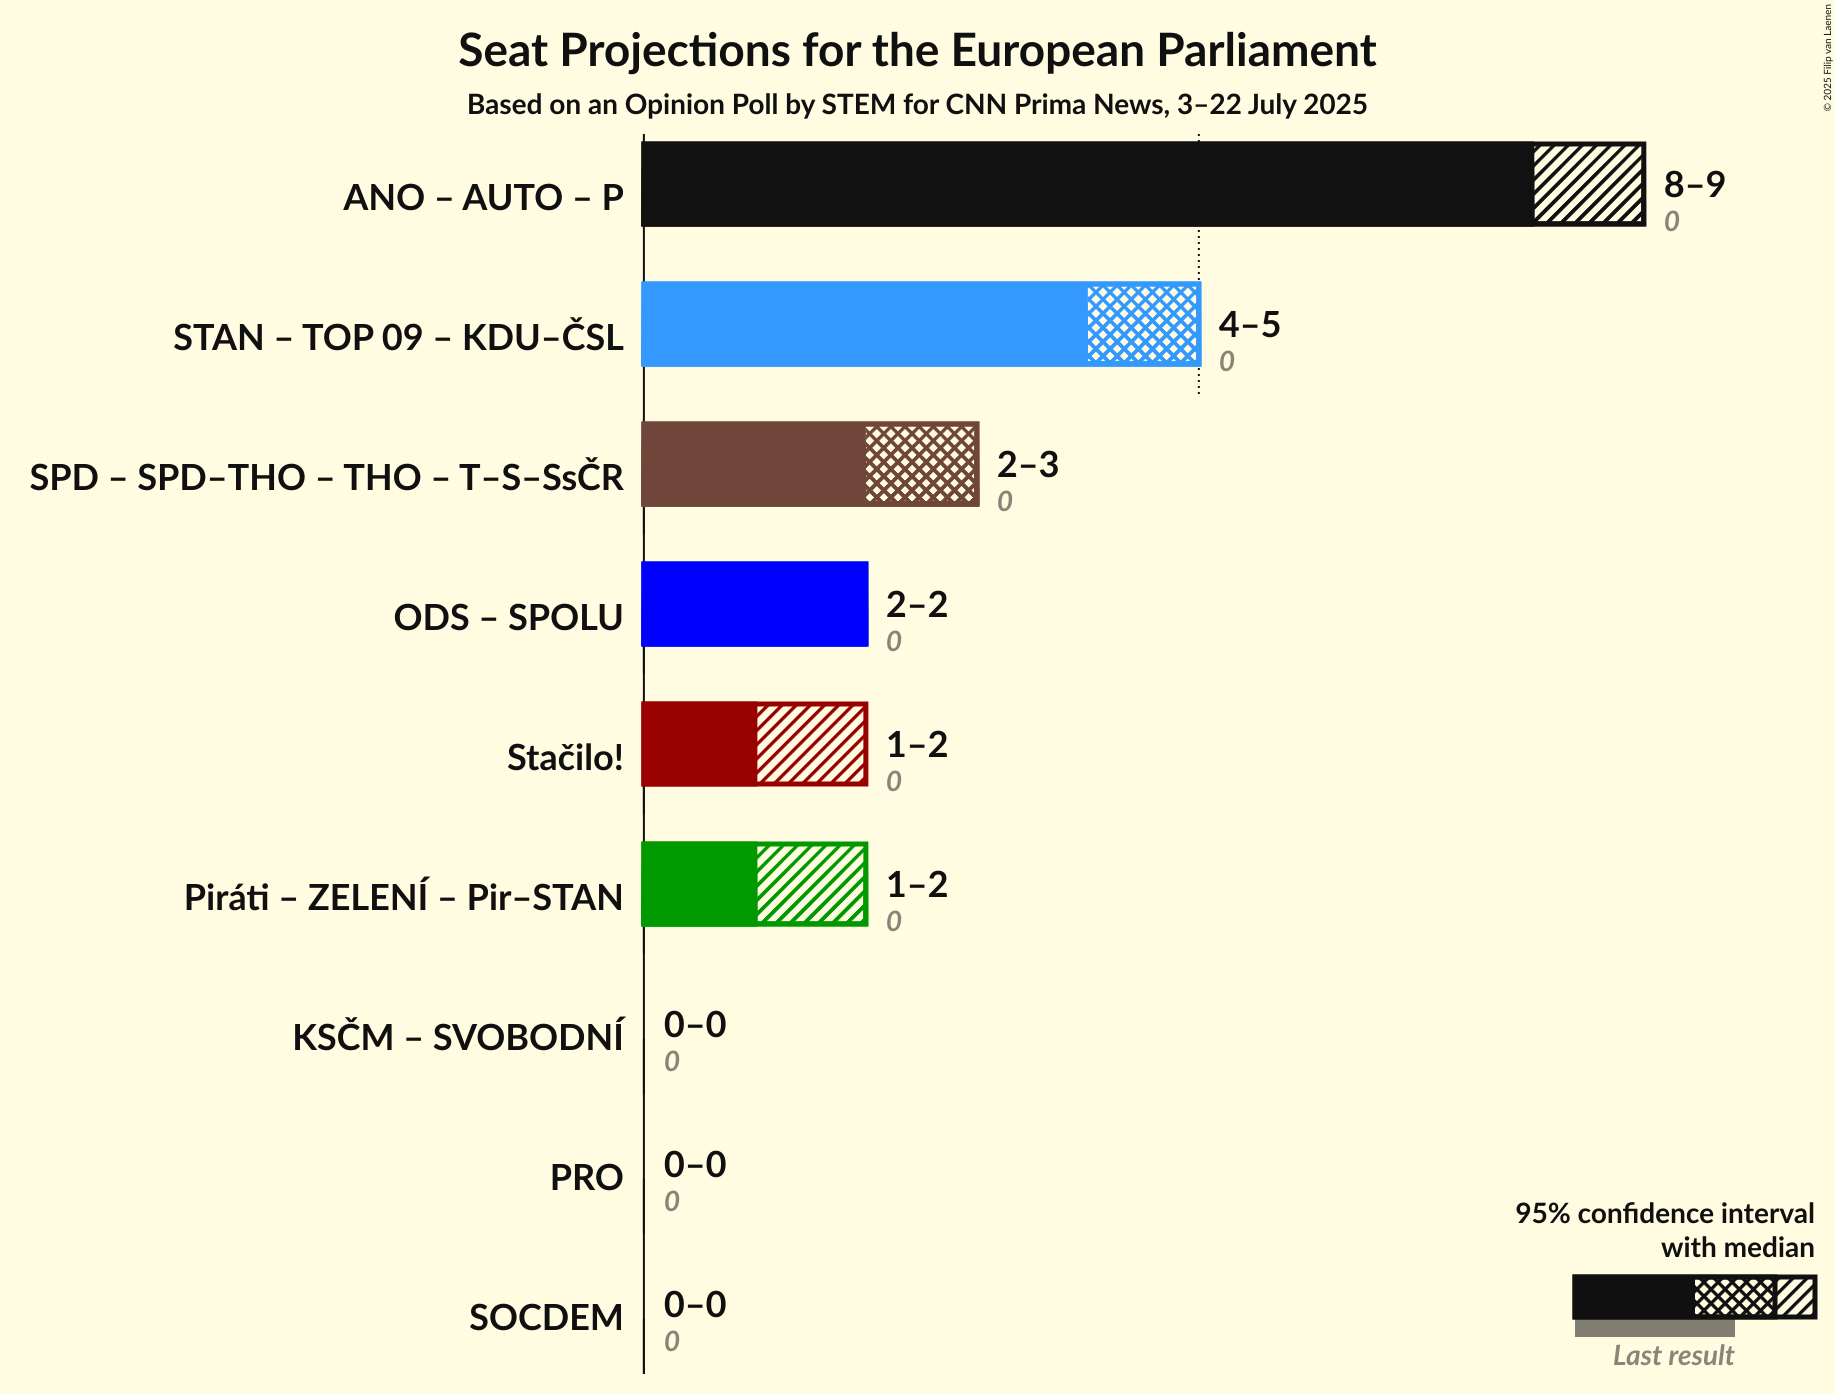 Seat Projections for the European Parliament
Based on an Opinion Poll by STEM for CNN Prima News, 3–22 July 2025
© 2025 Filip van Laenen
ANO – AUTO – P
8–9
0
STAN – TOP 09 – KDU–ČSL
4–5
0
SPD – SPD–THO – THO – T–S–SsČR
2–3
0
ODS – SPOLU
2–2
0
Stačilo!
1–2
0
Piráti – ZELENÍ – Pir–STAN
1–2
0
KSČM – SVOBODNÍ
0–0
0
PRO
0–0
0
SOCDEM
0–0
0
95% confidence interval
with median
Last result